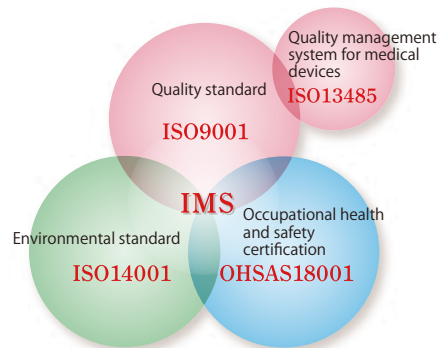 Quality management
system for medical
devices
ISO13485
Quality standard
ISO9001
IMS
Occupational health
and safety
certification
OHSAS18001
Environmental standard
ISO14001